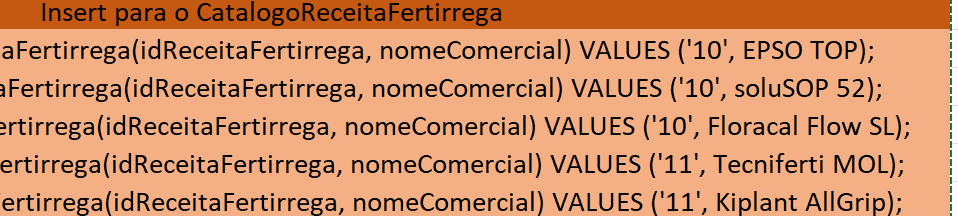 Insert para o CatalogoReceitaFertirrega
aFertirrega(idReceitaFertirrega, nomeComercial) VALUES ('10', EPSO TOP);
aFertirrega(idReceitaFertirrega, nomeComercial) VALUES ('10', soluSOP 52);
ertirrega(idReceitaFertirrega, nomeComercial) VALUES ('10', Floracal Flow SL);
ertirrega(idReceitaFertirrega, nomeComercial) VALUES ('11', Tecniferti MOL);
ertirrega(idReceitaFertirrega, nomeComercial) VALUES ('11', Kiplant AllGrip);